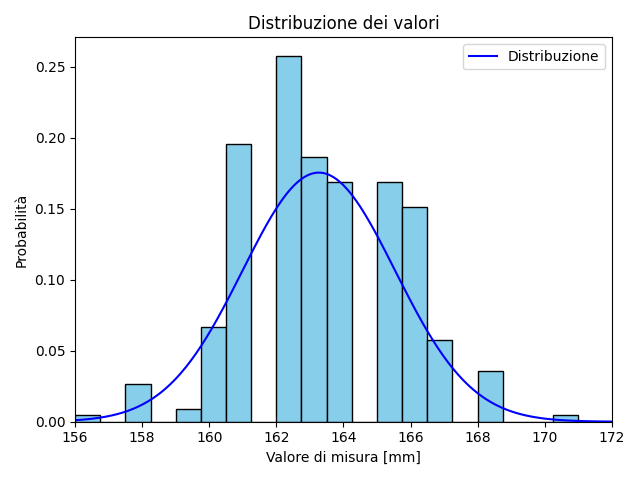 Distribuzione dei valori
Distribuzione
0.25
0.20
0.15
0.10
0.05
0.00
Probabilità
156 158 160 162 164 166 168 170 172
Valore di misura [mm]